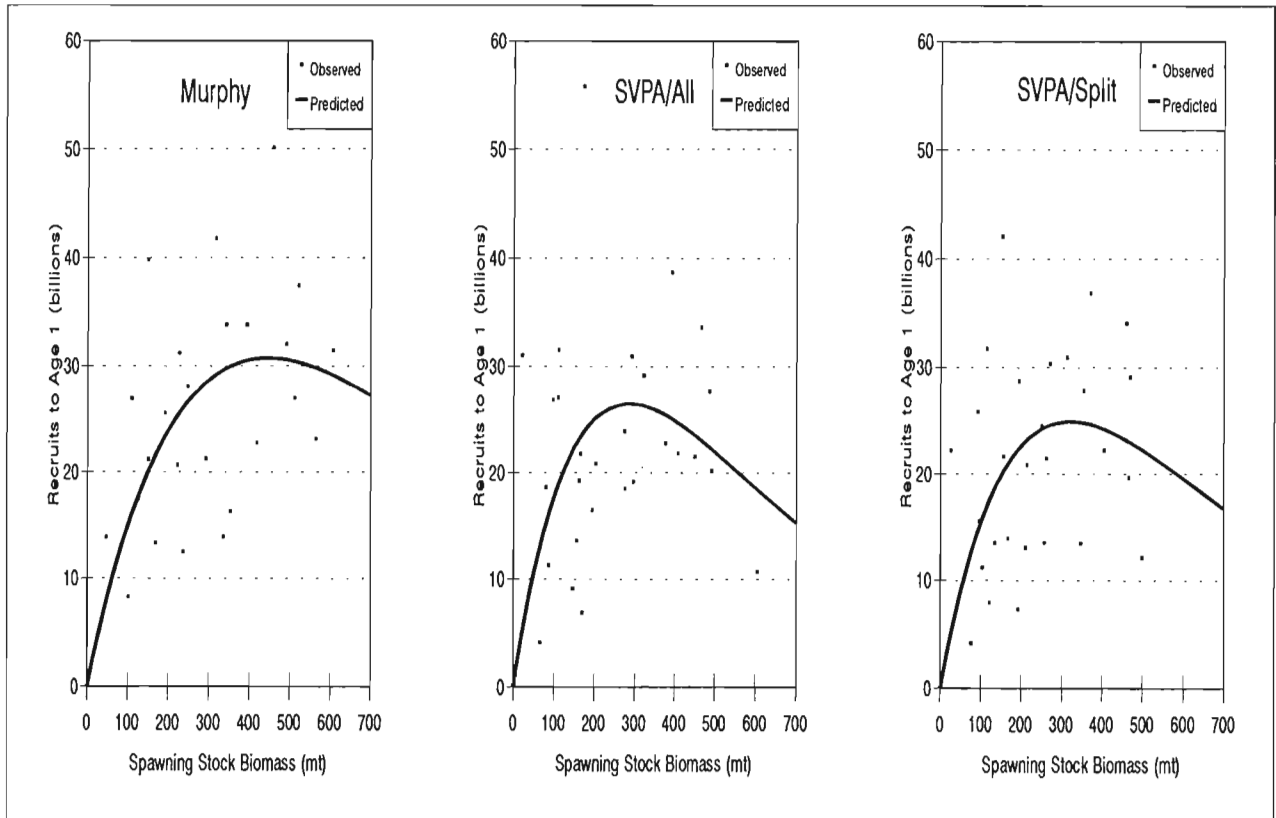 Murphy
Observed
Predicted
60
50
40
30
20
10
0
Recruits to Age 1 (billions)
0 100 200 300 400 500 600 700
Spawning Stock Biomass (mt)
SVPA/All
Observed
Predicted
60
50
40
30
20
10
0
Recruits to Age 1 (billions)
0 100 200 300 400 500 600 700
Spawning Stock Biomass (mt)
SVPA/Split
Observed
Predicted
60
50
40
30
20
10
0
Recruits to Age 1 (billions)
0 100 200 300 400 500 600 700
Spawning Stock Biomass (mt)